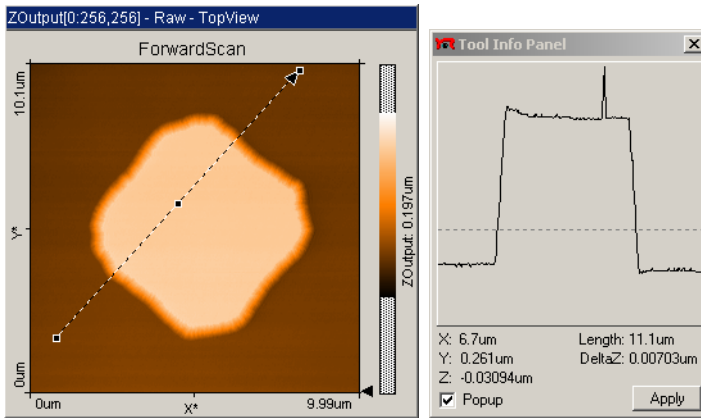 ZOutput[0:256,256] - Raw - TopView
ForwardScan
10.1um
Y*
0um
0um
X*
9.99um
ZOutput: 0.197um
Tool Info Panel
X: 6.7um
Length: 11.1um
Y: 0.261um
DeltaZ: 0.00703um
Z: -0.03094um
Popup
Apply